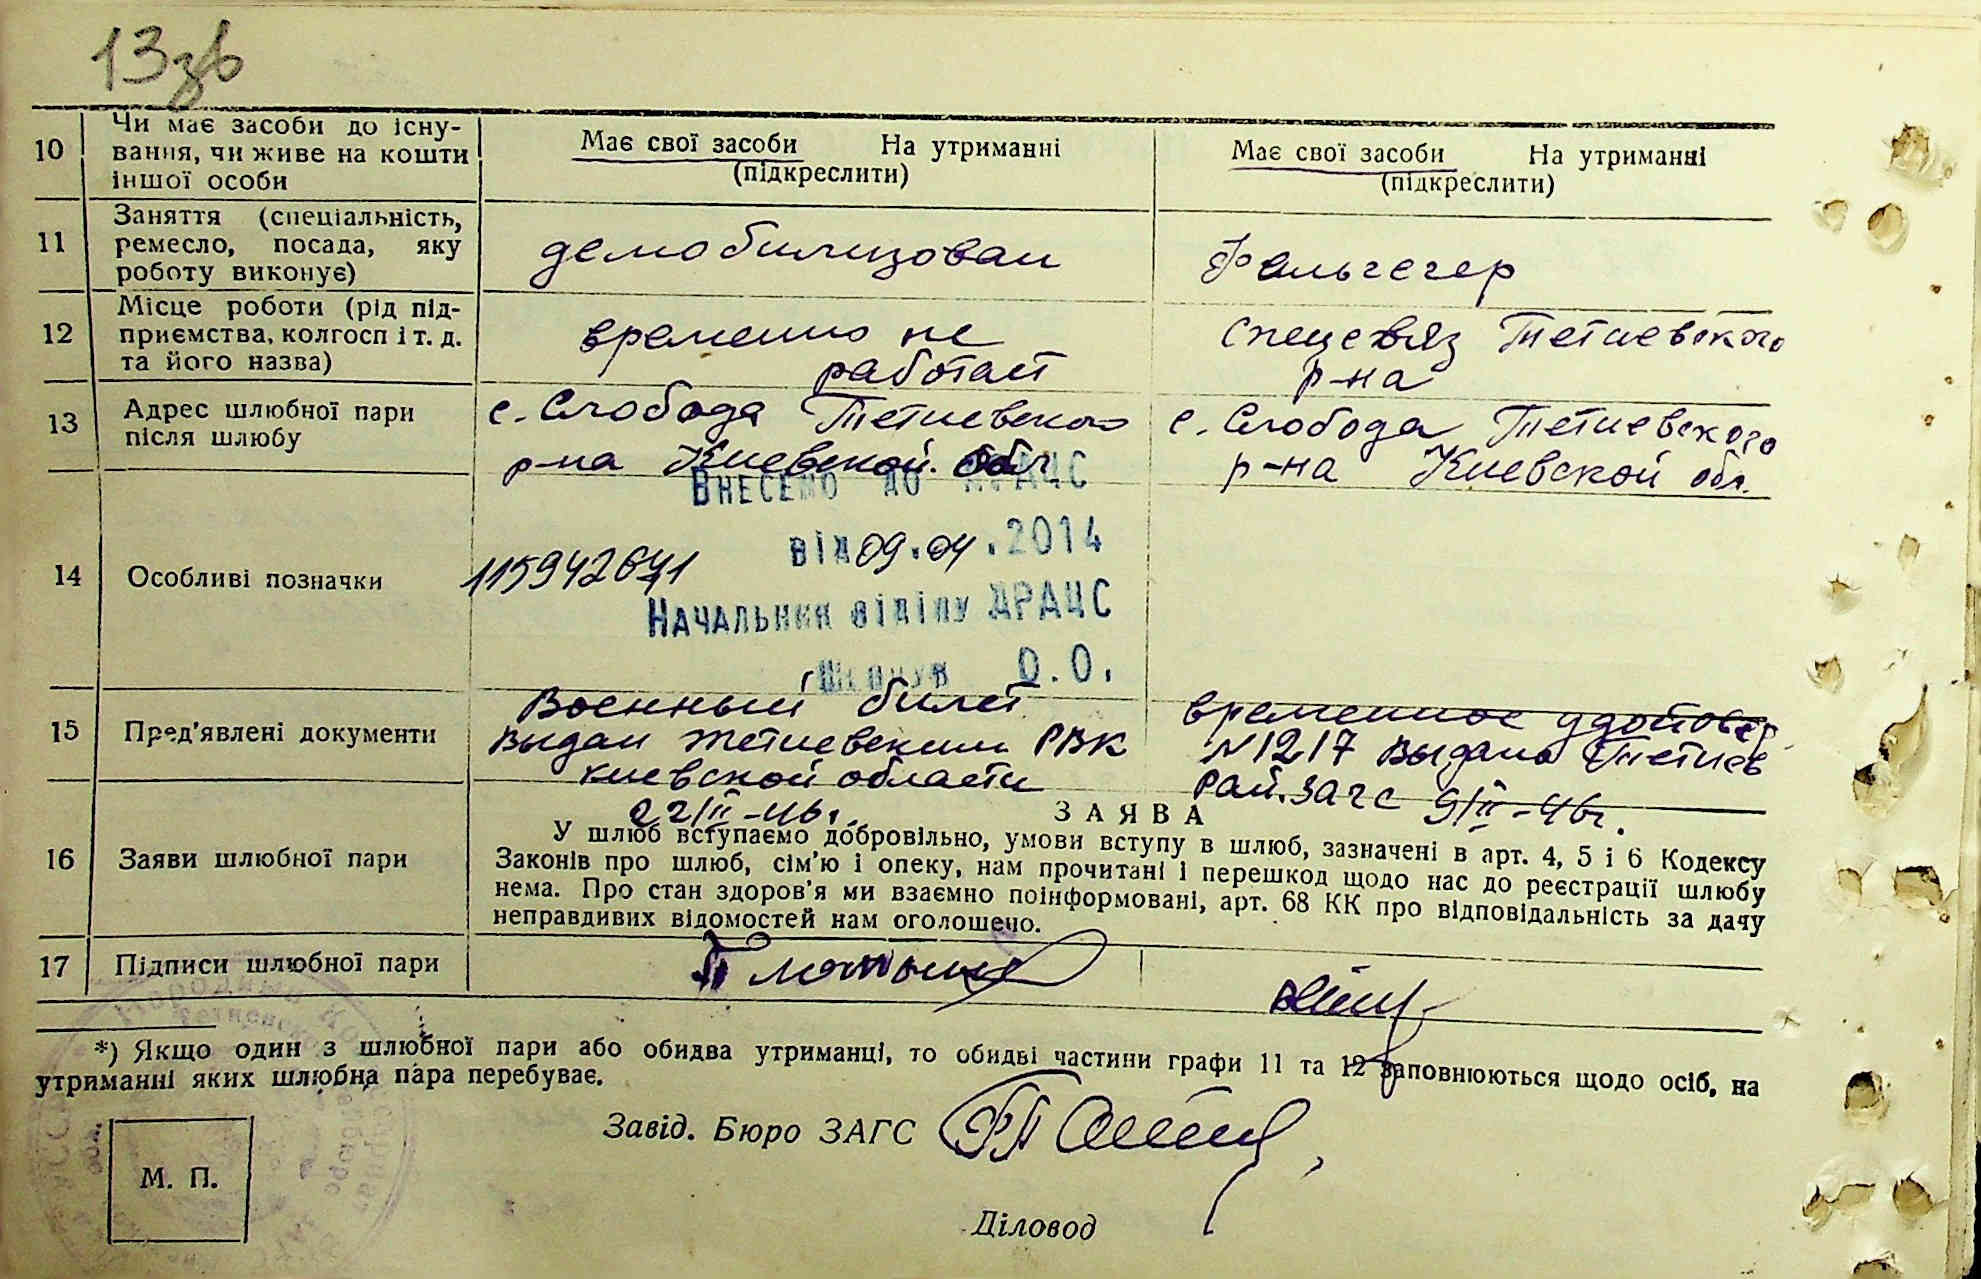 13зв
10 Чи має засоби до існу-
вання, чи живе на кошти
іншої особи
Має свої засоби На утриманні
(підкреслити)
Має свої засоби На утриманні
(підкреслити)
11 Заняття (спеціальність,
ремесло, посада, яку
роботу виконує)
демобилизован
Фельдшер
12 Місце роботи (рід під-
приємства, колгосп і т. д.
та його назва)
временно не
работает
Тетиевского
р-на
13 Адрес шлюбної пари
після шлюбу
с. Слобода Тетиевского
р-на Киевской обл
с. Слобода Тетиевского
р-на Киевской обл.
14 Особливі позначки
Внесено до ДРАЦС
від 09.04.2014
Начальник відділу ДРАЦС
О.О.
15 Пред'явлені документи
Военный билет
выдан Тетиевским РВК
Киевской области
22/II-46г.
временное удостовер
N1217 выдано Тетиев
Рай.ЗАГС 9/II-46г.
16 Заяви шлюбної пари
ЗАЯВА
У шлюб вступаємо добровільно, умови вступу в шлюб, зазначені в арт. 4, 5 і 6 Кодексу
Законів про шлюб, сім'ю і опеку, нам прочитані і перешкод щодо нас до реєстрації шлюбу
нема. Про стан здоров'я ми взаємно поінформовані, арт. 68 КК про відповідальність за дачу
неправдивих відомостей нам оголошено.
17 Підписи шлюбної пари
*) Якщо один з шлюбної пари або обидва утриманці, то обидві частини графи 11 та 12 заповнюються щодо осіб, на
утриманні яких шлюбна пара перебуває.
Завід. Бюро ЗАГС
М. П.
Діловод